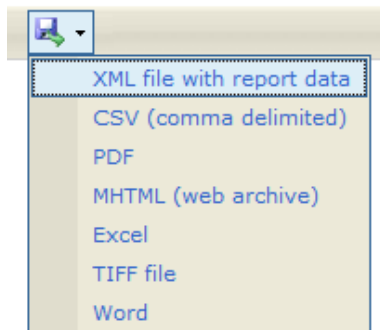 XML file with report data
CSV (comma delimited)
PDF
MHTML (web archive)
Excel
TIFF file
Word